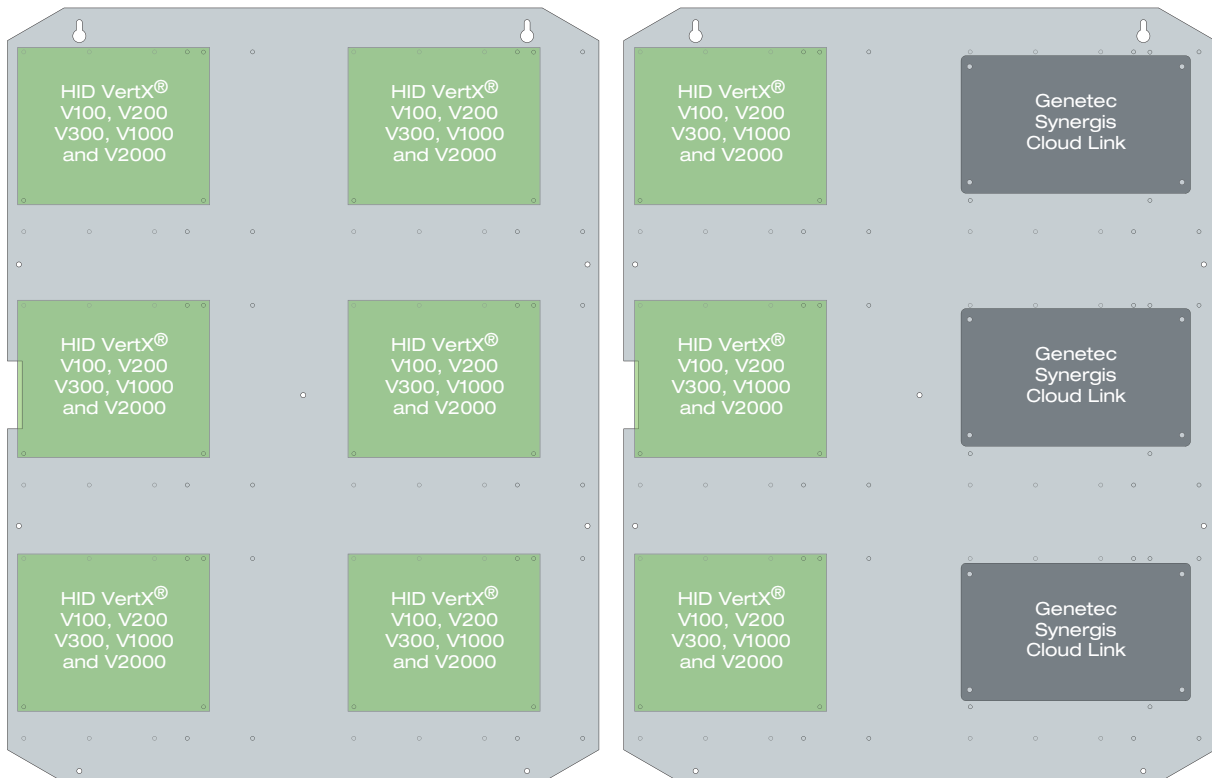 HID VertX®
V100, V200
V300, V1000
and V2000
HID VertX®
V100, V200
V300, V1000
and V2000
HID VertX®
V100, V200
V300, V1000
and V2000
Genetec
Synergis
Cloud Link
HID VertX®
V100, V200
V300, V1000
and V2000
HID VertX®
V100, V200
V300, V1000
and V2000
HID VertX®
V100, V200
V300, V1000
and V2000
Genetec
Synergis
Cloud Link
HID VertX®
V100, V200
V300, V1000
and V2000
HID VertX®
V100, V200
V300, V1000
and V2000
HID VertX®
V100, V200
V300, V1000
and V2000
Genetec
Synergis
Cloud Link